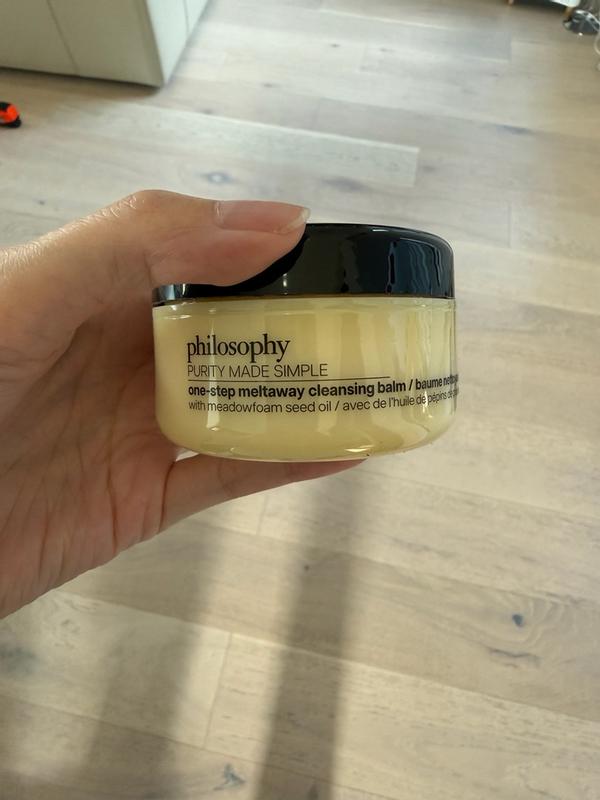 philosophy
PURITY MADE SIMPLE
one-step meltaway cleansing balm / baume
with meadowfoam seed oil / avec de l'huile de pépins de